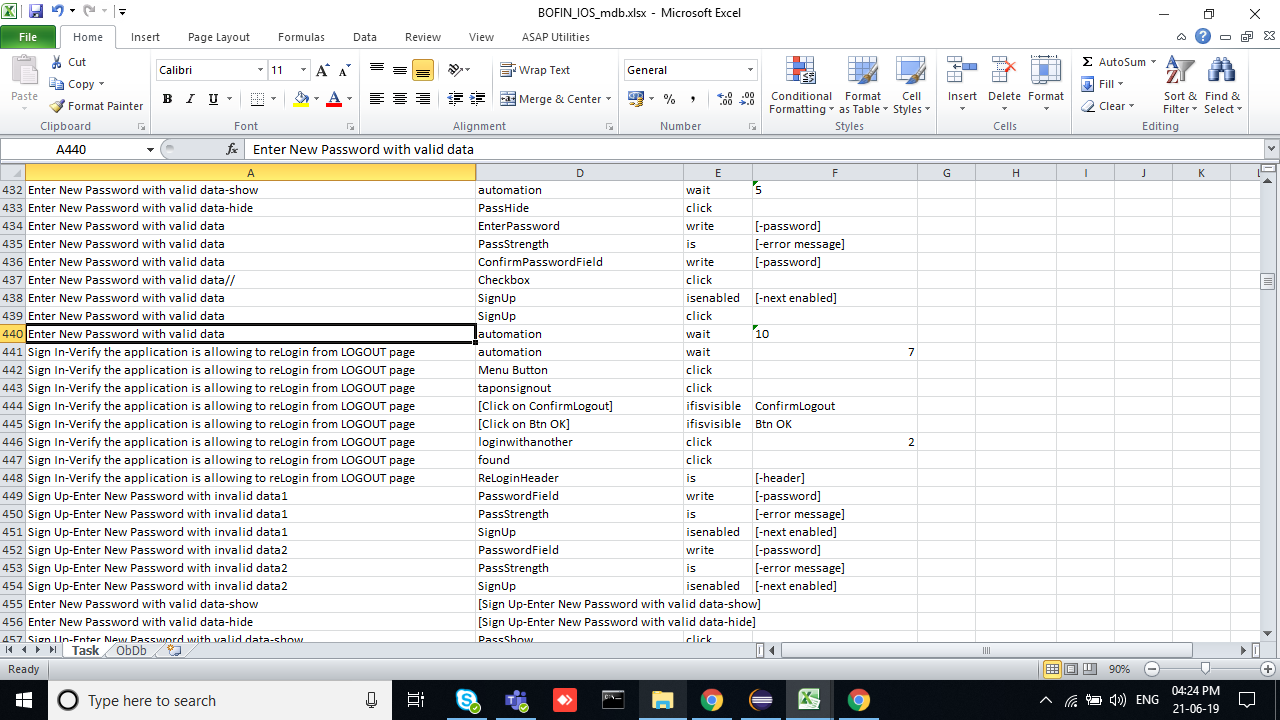 BOFIN_IOS_mdb.xlsx - Microsoft Excel
File Home Insert Page Layout Formulas Data Review View ASAP Utilities
Paste Cut Calibri 11 Wrap Text General Conditional Formatting Format as Table Cell Styles Insert Delete Format AutoSum Sort & Filter Find & Select
Copy Fill
Format Painter B I U A Merge & Center % , Clear
Clipboard Font Alignment Number Styles Cells Editing
A440 fx Enter New Password with valid data
A D E F G H I J K L
432 Enter New Password with valid data-show automation wait 5
433 Enter New Password with valid data-hide PassHide click
434 Enter New Password with valid data EnterPassword write [-password]
435 Enter New Password with valid data PassStrength is [-error message]
436 Enter New Password with valid data ConfirmPasswordField write [-password]
437 Enter New Password with valid data// Checkbox click
438 Enter New Password with valid data SignUp isenabled [-next enabled]
439 Enter New Password with valid data SignUp click
440 Enter New Password with valid data automation wait 10
441 Sign In-Verify the application is allowing to reLogin from LOGOUT page automation wait 7
442 Sign In-Verify the application is allowing to reLogin from LOGOUT page Menu Button click
443 Sign In-Verify the application is allowing to reLogin from LOGOUT page taponsignout click
444 Sign In-Verify the application is allowing to reLogin from LOGOUT page [Click on ConfirmLogout] ifisvisible ConfirmLogout
445 Sign In-Verify the application is allowing to reLogin from LOGOUT page [Click on Btn OK] ifisvisible Btn OK
446 Sign In-Verify the application is allowing to reLogin from LOGOUT page loginwithanother click 2
447 Sign In-Verify the application is allowing to reLogin from LOGOUT page found click
448 Sign In-Verify the application is allowing to reLogin from LOGOUT page ReLoginHeader is [-header]
449 Sign Up-Enter New Password with invalid data1 PasswordField write [-password]
450 Sign Up-Enter New Password with invalid data1 PassStrength is [-error message]
451 Sign Up-Enter New Password with invalid data1 SignUp isenabled [-next enabled]
452 Sign Up-Enter New Password with invalid data2 PasswordField write [-password]
453 Sign Up-Enter New Password with invalid data2 PassStrength is [-error message]
454 Sign Up-Enter New Password with invalid data2 SignUp isenabled [-next enabled]
455 Enter New Password with valid data-show [Sign Up-Enter New Password with valid data-show]
456 Enter New Password with valid data-hide [Sign Up-Enter New Password with valid data-hide]
457 Sign Up-Enter New Password with valid data-show PassShow click
Task ObDb
Ready 90%
Type here to search ENG 04:24 PM
21-06-19